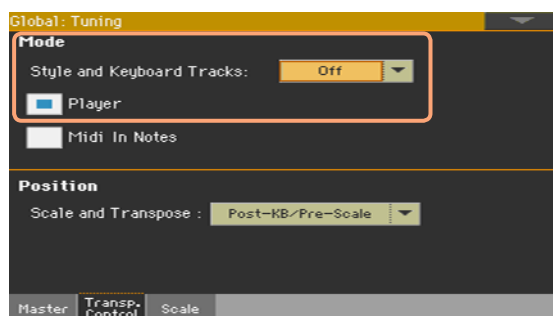 Global: Tuning
Mode
Style and Keyboard Tracks: Off
Player
Midi In Notes
Position
Scale and Transpose : Post-KB/Pre-Scale
Master Transp. Control Scale